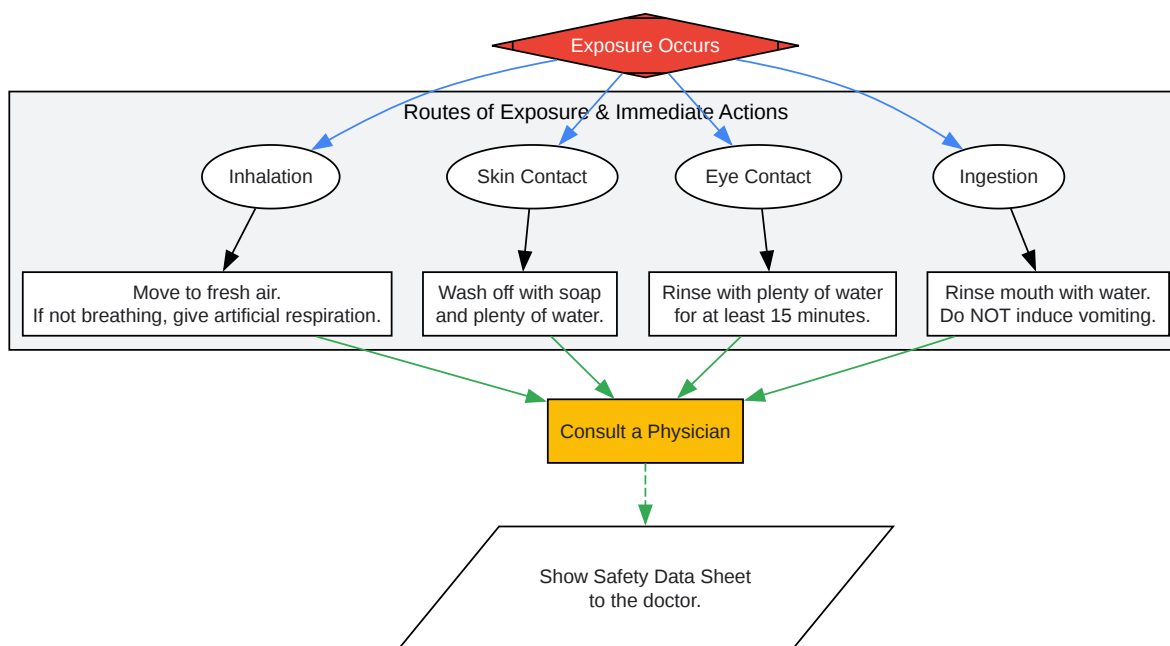 Exposure Occurs
Routes of Exposure & Immediate Actions
Inhalation
Skin Contact
Eye Contact
Ingestion
Move to fresh air.
If not breathing, give artificial respiration.
Wash off with soap
and plenty of water.
Rinse with plenty of water
for at least 15 minutes.
Rinse mouth with water.
Do NOT induce vomiting.
Consult a Physician
Show Safety Data Sheet
to the doctor.